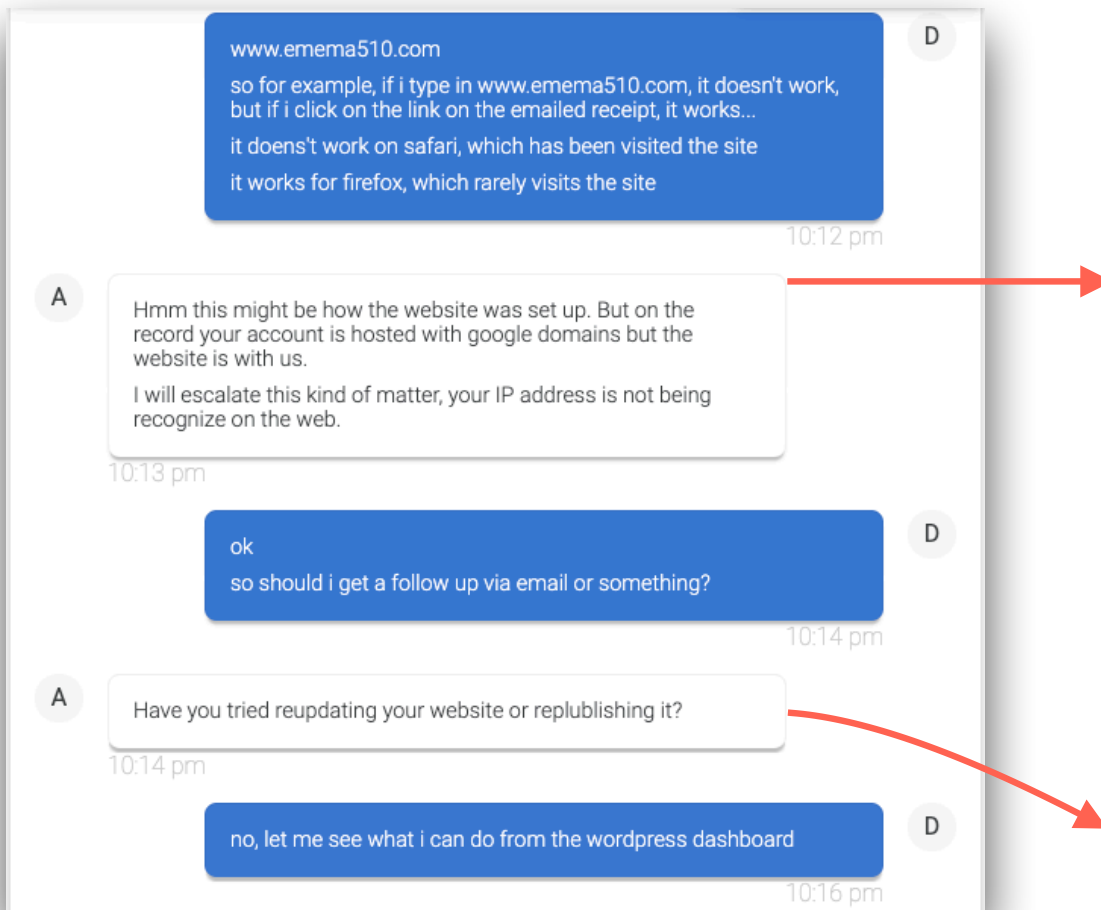 D
www.emema510.com
so for example, if i type in www.emema510.com, it doesn't work,
but if i click on the link on the emailed receipt, it works...
it doens't work on safari, which has been visited the site
it works for firefox, which rarely visits the site
10:12 pm
A
Hmm this might be how the website was set up. But on the
record your account is hosted with google domains but the
website is with us.
I will escalate this kind of matter, your IP address is not being
recognize on the web.
10:13 pm
D
ok
so should i get a follow up via email or something?
10:14 pm
A
Have you tried reupdating your website or replublishing it?
10:14 pm
D
no, let me see what i can do from the wordpress dashboard
10:16 pm